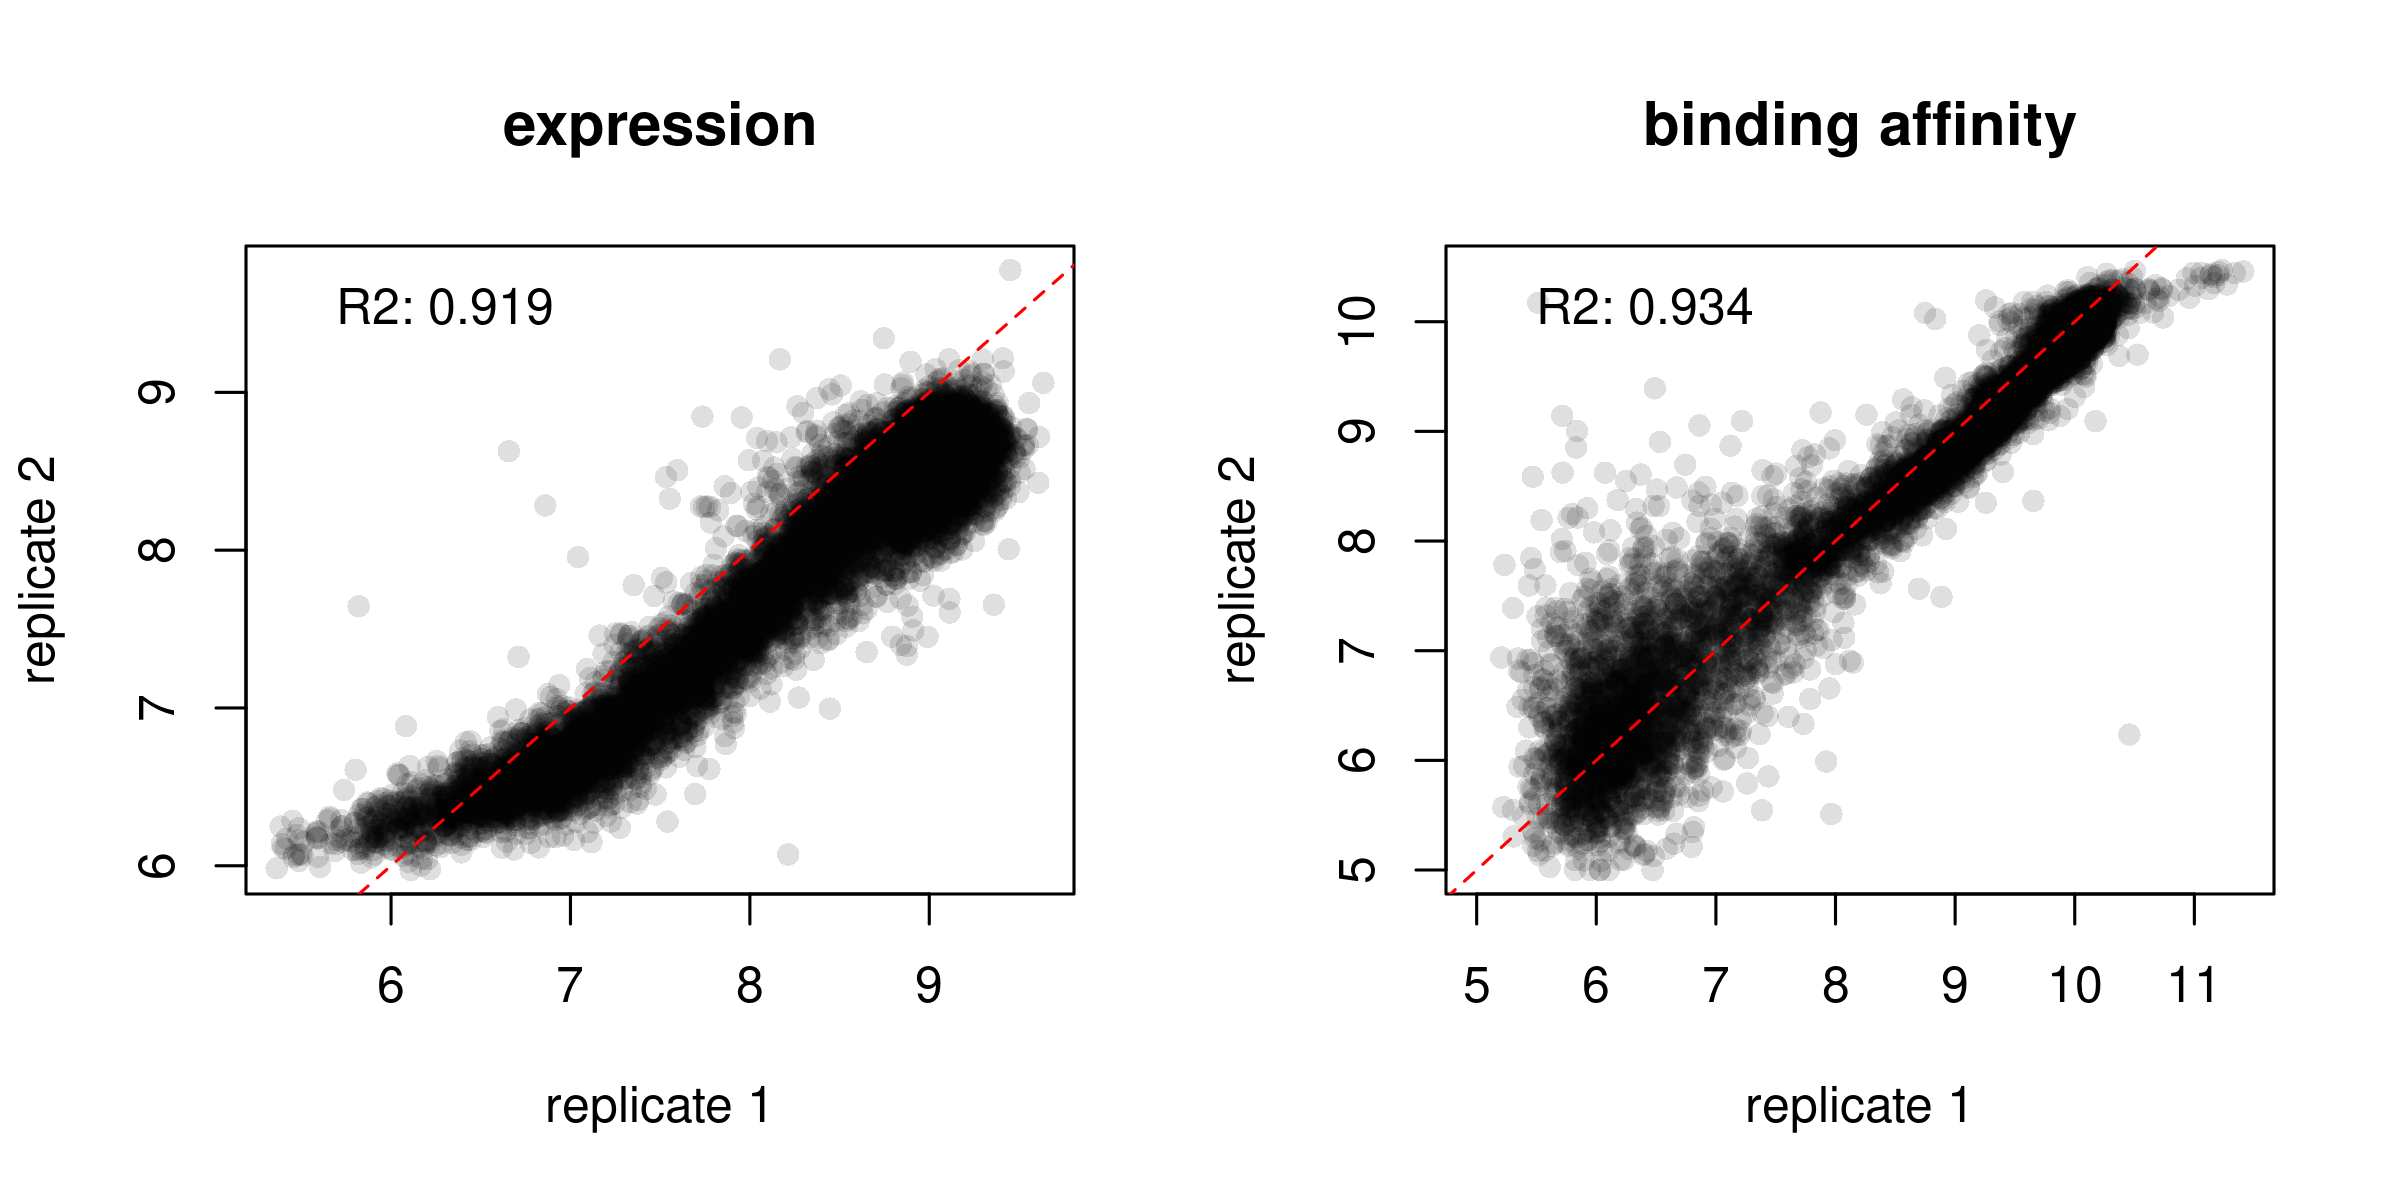 expression
R2: 0.919
replicate 2
9
8
7
6
6 7 8 9
replicate 1
binding affinity
R2: 0.934
replicate 2
10
9
8
7
6
5
5 6 7 8 9 10 11
replicate 1